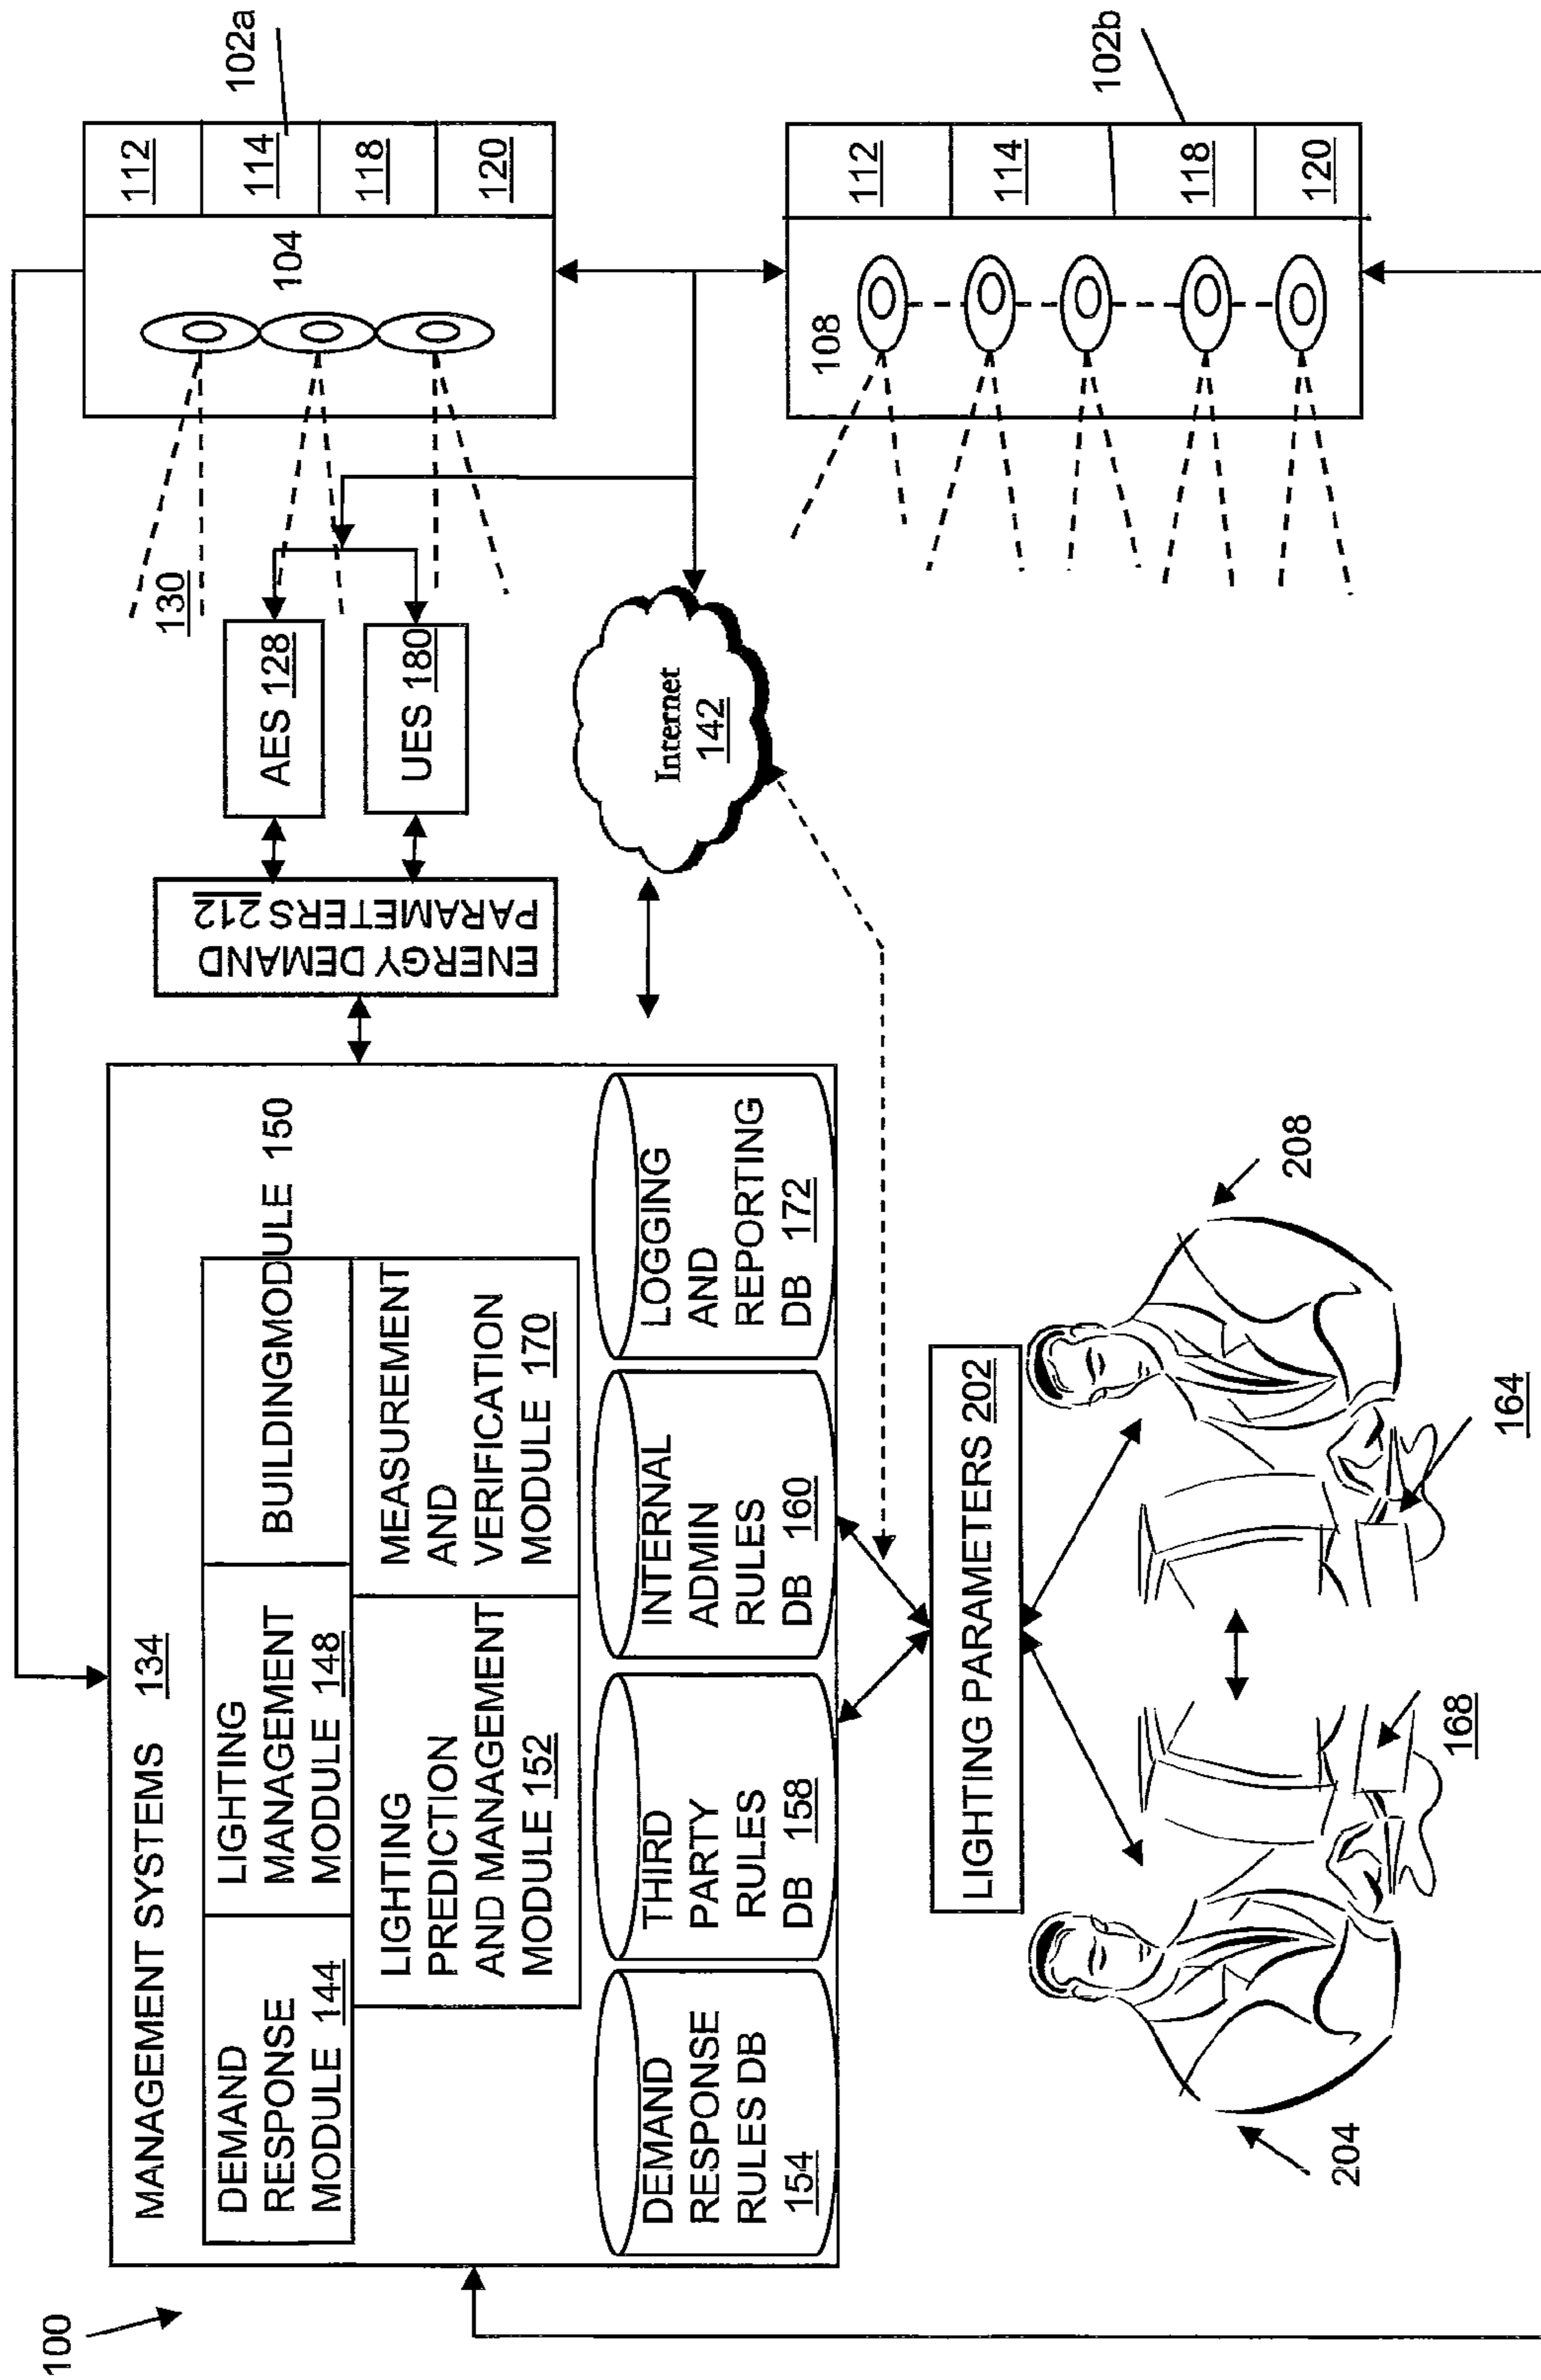 100
MANAGEMENT SYSTEMS 134
DEMAND
RESPONSE
MODULE 144
LIGHTING
MANAGEMENT
MODULE 148
BUILDINGMODULE 150
LIGHTING
PREDICTION
AND MANAGEMENT
MODULE 152
MEASUREMENT
AND
VERIFICATION
MODULE 170
DEMAND
RESPONSE
RULES DB
154
THIRD
PARTY
RULES
DB 158
INTERNAL
ADMIN
RULES
DB 160
LOGGING
AND
REPORTING
DB 172
ENERGY DEMAND
PARAMETERS 212
AES 128
UES 180
130
Internet
142
104
112
114
118
120
102a
108
112
114
118
120
102b
LIGHTING PARAMETERS 202
204
168
164
208